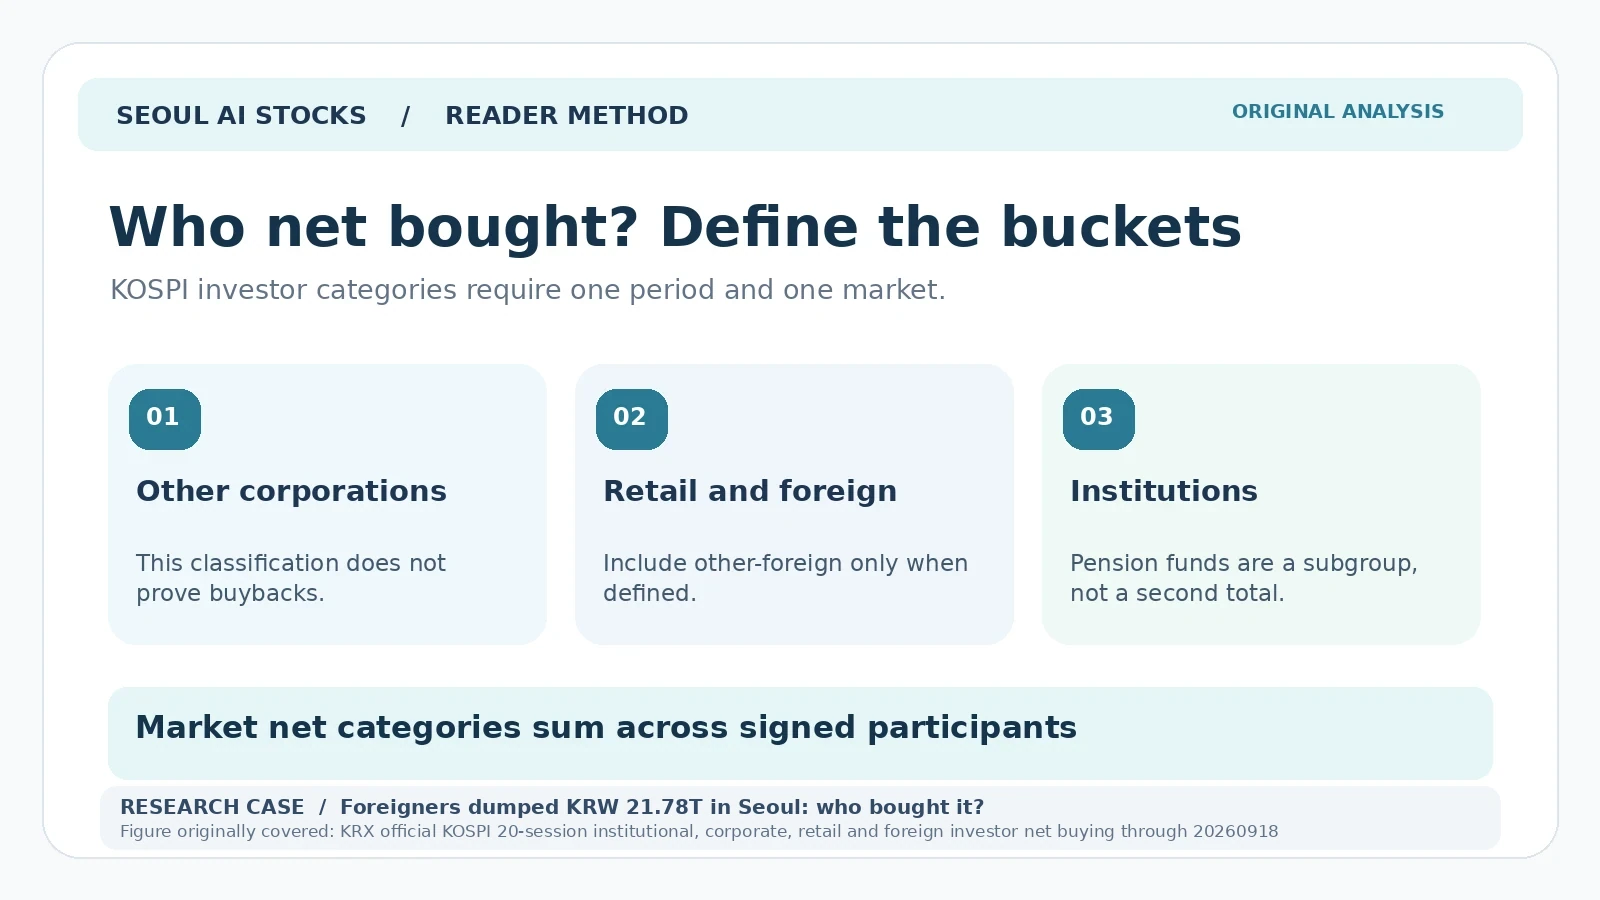 SEOUL AI STOCKS / READER METHOD
ORIGINAL ANALYSIS
Who net bought? Define the buckets
KOSPI investor categories require one period and one market.
01
Other corporations
This classification does not
prove buybacks.
02
Retail and foreign
Include other-foreign only when
defined.
03
Institutions
Pension funds are a subgroup,
not a second total.
Market net categories sum across signed participants
RESEARCH CASE / Foreigners dumped KRW 21.78T in Seoul: who bought it?
Figure originally covered: KRX official KOSPI 20-session institutional, corporate, retail and foreign investor net buying through 20260918